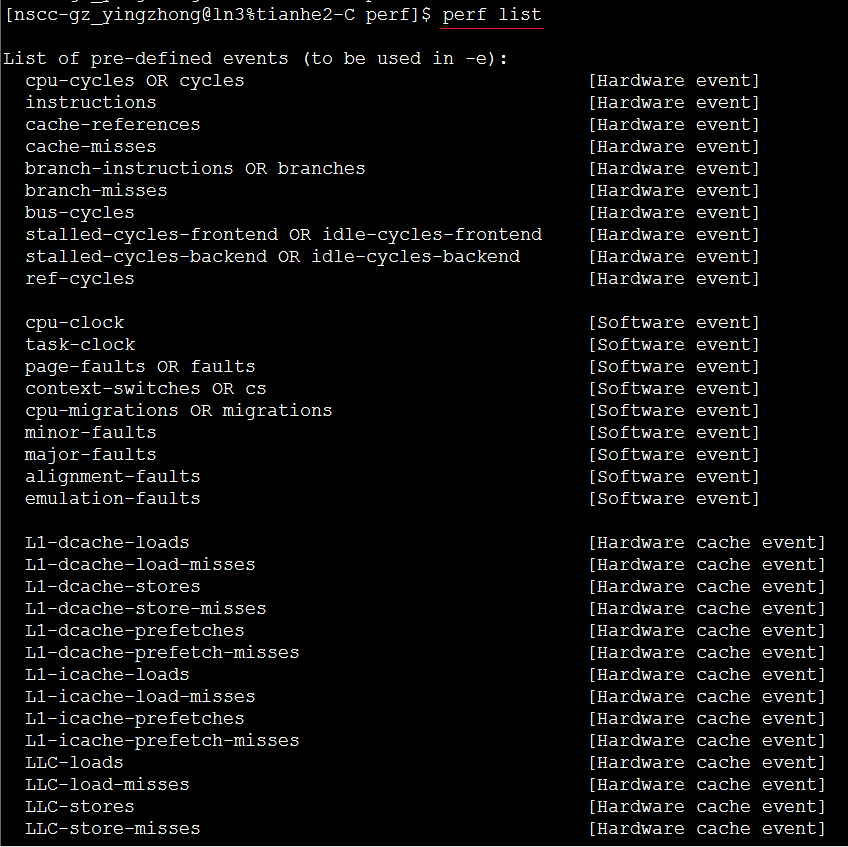 [nscc-gz_yingzhong@ln3%tianhe2-C perf]$ perf list
List of pre-defined events (to be used in -e):
cpu-cycles OR cycles [Hardware event]
instructions [Hardware event]
cache-references [Hardware event]
cache-misses [Hardware event]
branch-instructions OR branches [Hardware event]
branch-misses [Hardware event]
bus-cycles [Hardware event]
stalled-cycles-frontend OR idle-cycles-frontend [Hardware event]
stalled-cycles-backend OR idle-cycles-backend [Hardware event]
ref-cycles [Hardware event]
cpu-clock [Software event]
task-clock [Software event]
page-faults OR faults [Software event]
context-switches OR cs [Software event]
cpu-migrations OR migrations [Software event]
minor-faults [Software event]
major-faults [Software event]
alignment-faults [Software event]
emulation-faults [Software event]
L1-dcache-loads [Hardware cache event]
L1-dcache-load-misses [Hardware cache event]
L1-dcache-stores [Hardware cache event]
L1-dcache-store-misses [Hardware cache event]
L1-dcache-prefetches [Hardware cache event]
L1-dcache-prefetch-misses [Hardware cache event]
L1-icache-loads [Hardware cache event]
L1-icache-load-misses [Hardware cache event]
L1-icache-prefetches [Hardware cache event]
L1-icache-prefetch-misses [Hardware cache event]
LLC-loads [Hardware cache event]
LLC-load-misses [Hardware cache event]
LLC-stores [Hardware cache event]
LLC-store-misses [Hardware cache event]